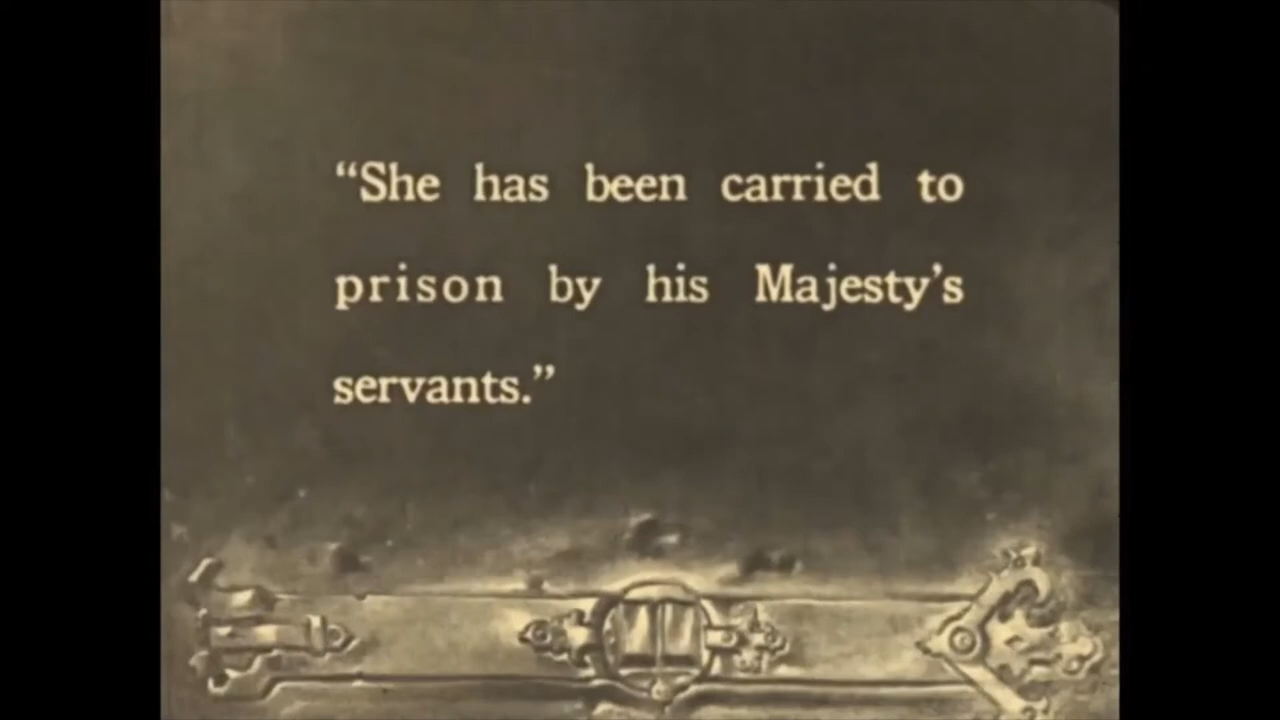 “She has been carried to
prison by his Majesty’s
servants.”